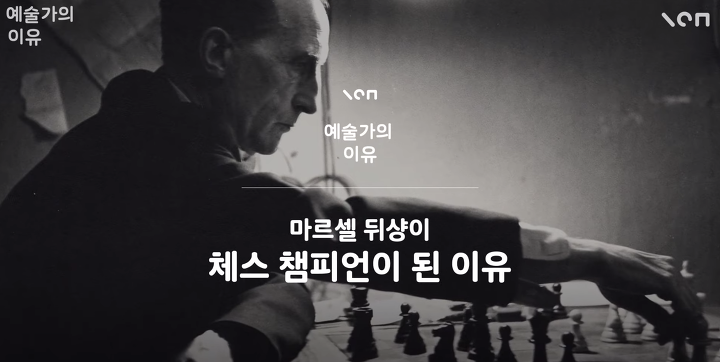 예술가의
이유
예술가의
이유
마르셀 뒤샹이
체스 챔피언이 된 이유